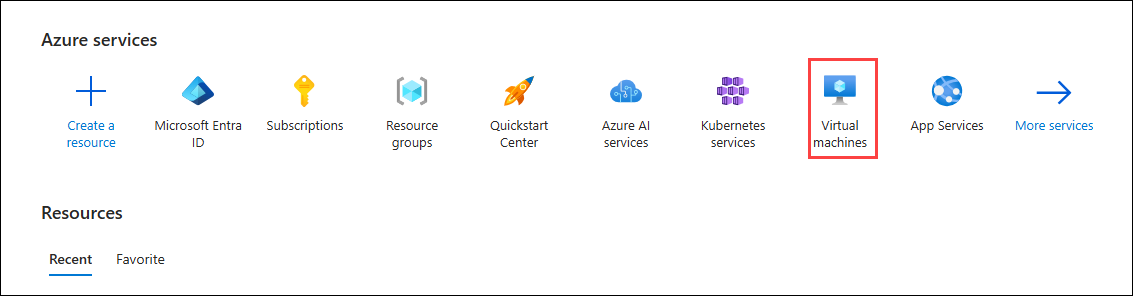 Azure services
Create a
resource
Microsoft Entra
ID
Subscriptions
Resource
groups
Quickstart
Center
Azure AI
services
Kubernetes
services
Virtual
machines
App Services
More services
Resources
Recent
Favorite